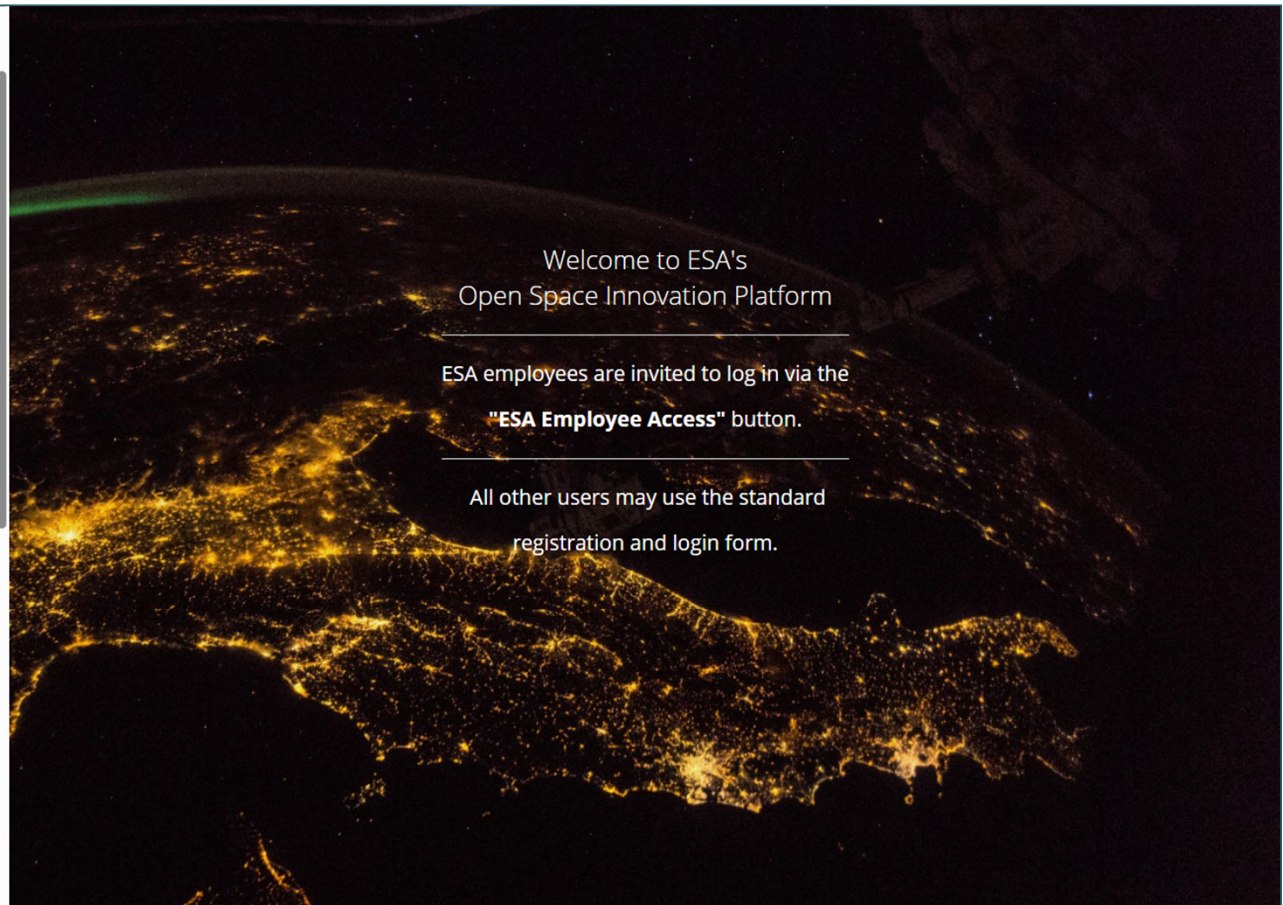 Welcome to ESA's
Open Space Innovation Platform
ESA employees are invited to log in via the
"ESA Employee Access" button.
All other users may use the standard
registration and login form.